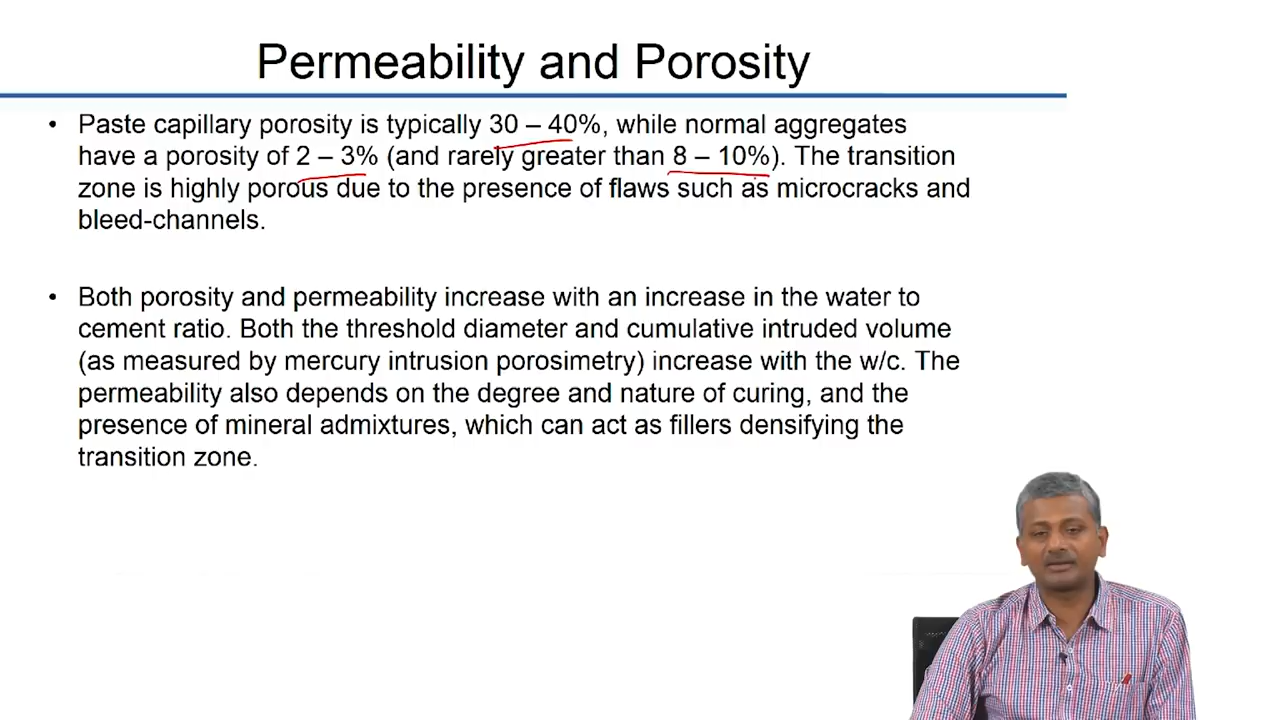 Permeability and Porosity
• Paste capillary porosity is typically 30 – 40%, while normal aggregates
have a porosity of 2 – 3% (and rarely greater than 8 – 10%). The transition
zone is highly porous due to the presence of flaws such as microcracks and
bleed-channels.
• Both porosity and permeability increase with an increase in the water to
cement ratio. Both the threshold diameter and cumulative intruded volume
(as measured by mercury intrusion porosimetry) increase with the w/c. The
permeability also depends on the degree and nature of curing, and the
presence of mineral admixtures, which can act as fillers densifying the
transition zone.